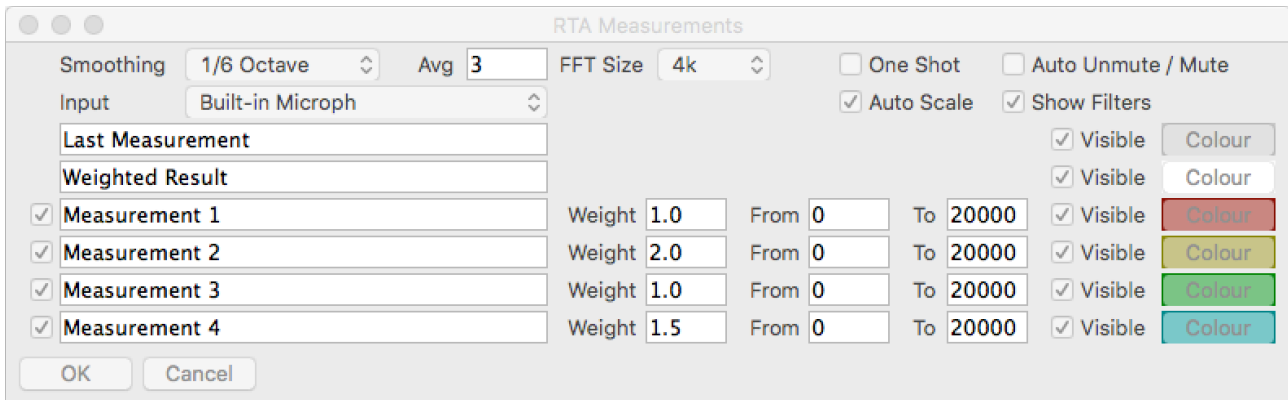 RTA Measurements
Smoothing 1/6 Octave Avg 3 FFT Size 4k One Shot Auto Unmute / Mute
Input Built-in Microph Auto Scale Show Filters
Last Measurement Visible Colour
Weighted Result Visible Colour
Measurement 1 Weight 1.0 From 0 To 20000 Visible Colour
Measurement 2 Weight 2.0 From 0 To 20000 Visible Colour
Measurement 3 Weight 1.0 From 0 To 20000 Visible Colour
Measurement 4 Weight 1.5 From 0 To 20000 Visible Colour
OK Cancel